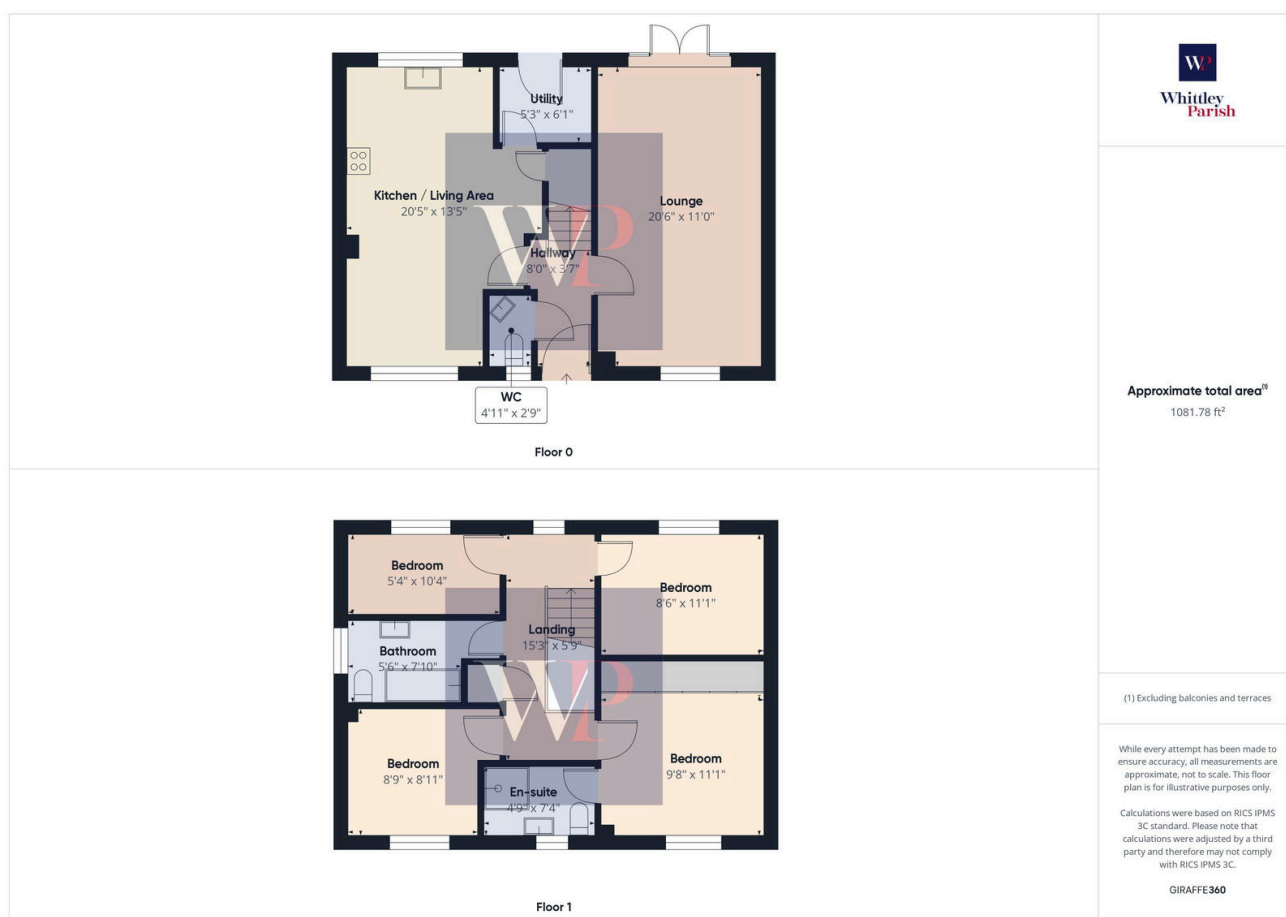 Utility
5'3" x 6'1"
Kitchen / Living Area
20'5" x 13'5"
Lounge
20'6" x 11'0"
Hallway
8'0" x 3'7"
WC
4'11" x 2'9"
Floor 0
WP
Bedroom
5'4" x 10'4"
Bedroom
8'6" x 11'1"
Landing
15'3" x 5'9"
Bathroom
5'6" x 7'10"
Bedroom
8'9" x 8'11"
Bedroom
9'8" x 11'1"
En-suite
4'9" x 7'4"
Floor 1
WP
WP
Whittley
Parish
Approximate total area(1)
1081.78 ft²
(1) Excluding balconies and terraces
While every attempt has been made to
ensure accuracy, all measurements are
approximate, not to scale. This floor
plan is for illustrative purposes only.
Calculations were based on RICS IPMS
3C standard. Please note that
calculations were adjusted by a third
party and therefore may not comply
with RICS IPMS 3C.
GIRAFFE360